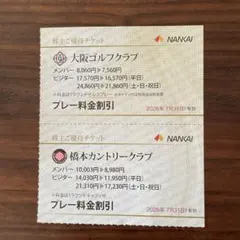 株主ご優待チケット
NANKAI
大阪ゴルフクラブ
メンバー 8,060円▶7,560円
ビジター 17,570円▶16,570円(平日)
24,860円▶21,860円(土・日・祝日)
プレー料金割引
2026年7月31日
株主ご優待チケット
NANKAI
橋本カントリークラブ
メンバー 10,003円▶8,980円
ビジター 14,030円▶11,950円(平日)
21,310円▶17,230円(土・日・祝日)
プレー料金割引
2026年7月31日